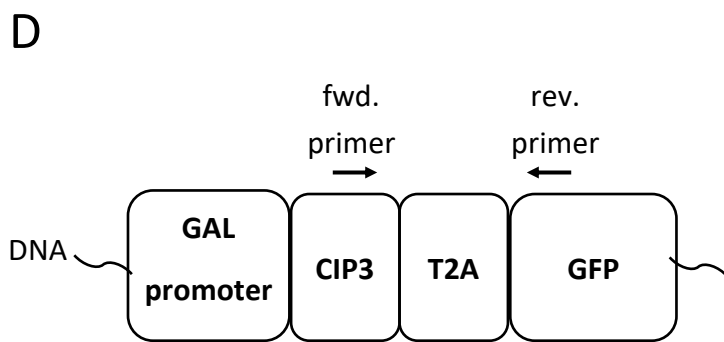 D
fwd.
primer
rev.
primer
DNA
GAL
promoter
CIP3
T2A
GFP